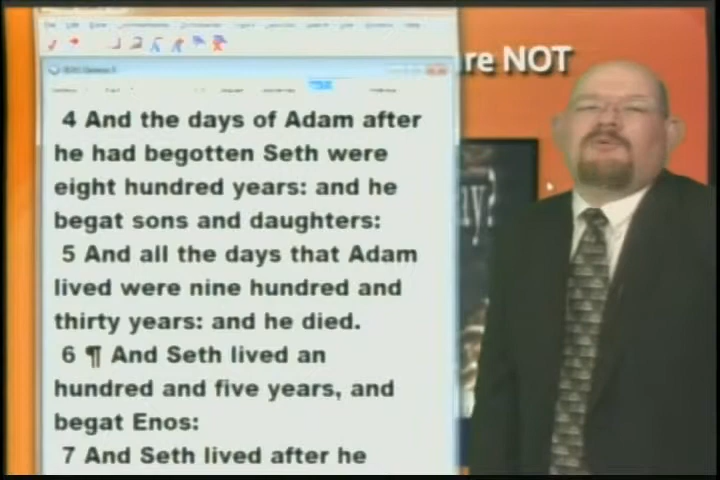 re NOT
4 And the days of Adam after
he had begotten Seth were
eight hundred years: and he
begat sons and daughters:
5 And all the days that Adam
lived were nine hundred and
thirty years: and he died.
6 ¶ And Seth lived an
hundred and five years, and
begat Enos:
7 And Seth lived after he